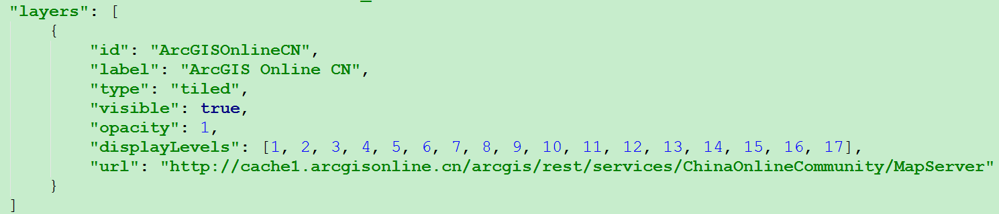 "layers": [
{
"id": "ArcGISOnlineCN",
"label": "ArcGIS Online CN",
"type": "tiled",
"visible": true,
"opacity": 1,
"displayLevels": [1, 2, 3, 4, 5, 6, 7, 8, 9, 10, 11, 12, 13, 14, 15, 16, 17],
"url": "http://cache1.arcgisonline.cn/arcgis/rest/services/ChinaOnlineCommunity/MapServer"
}
]